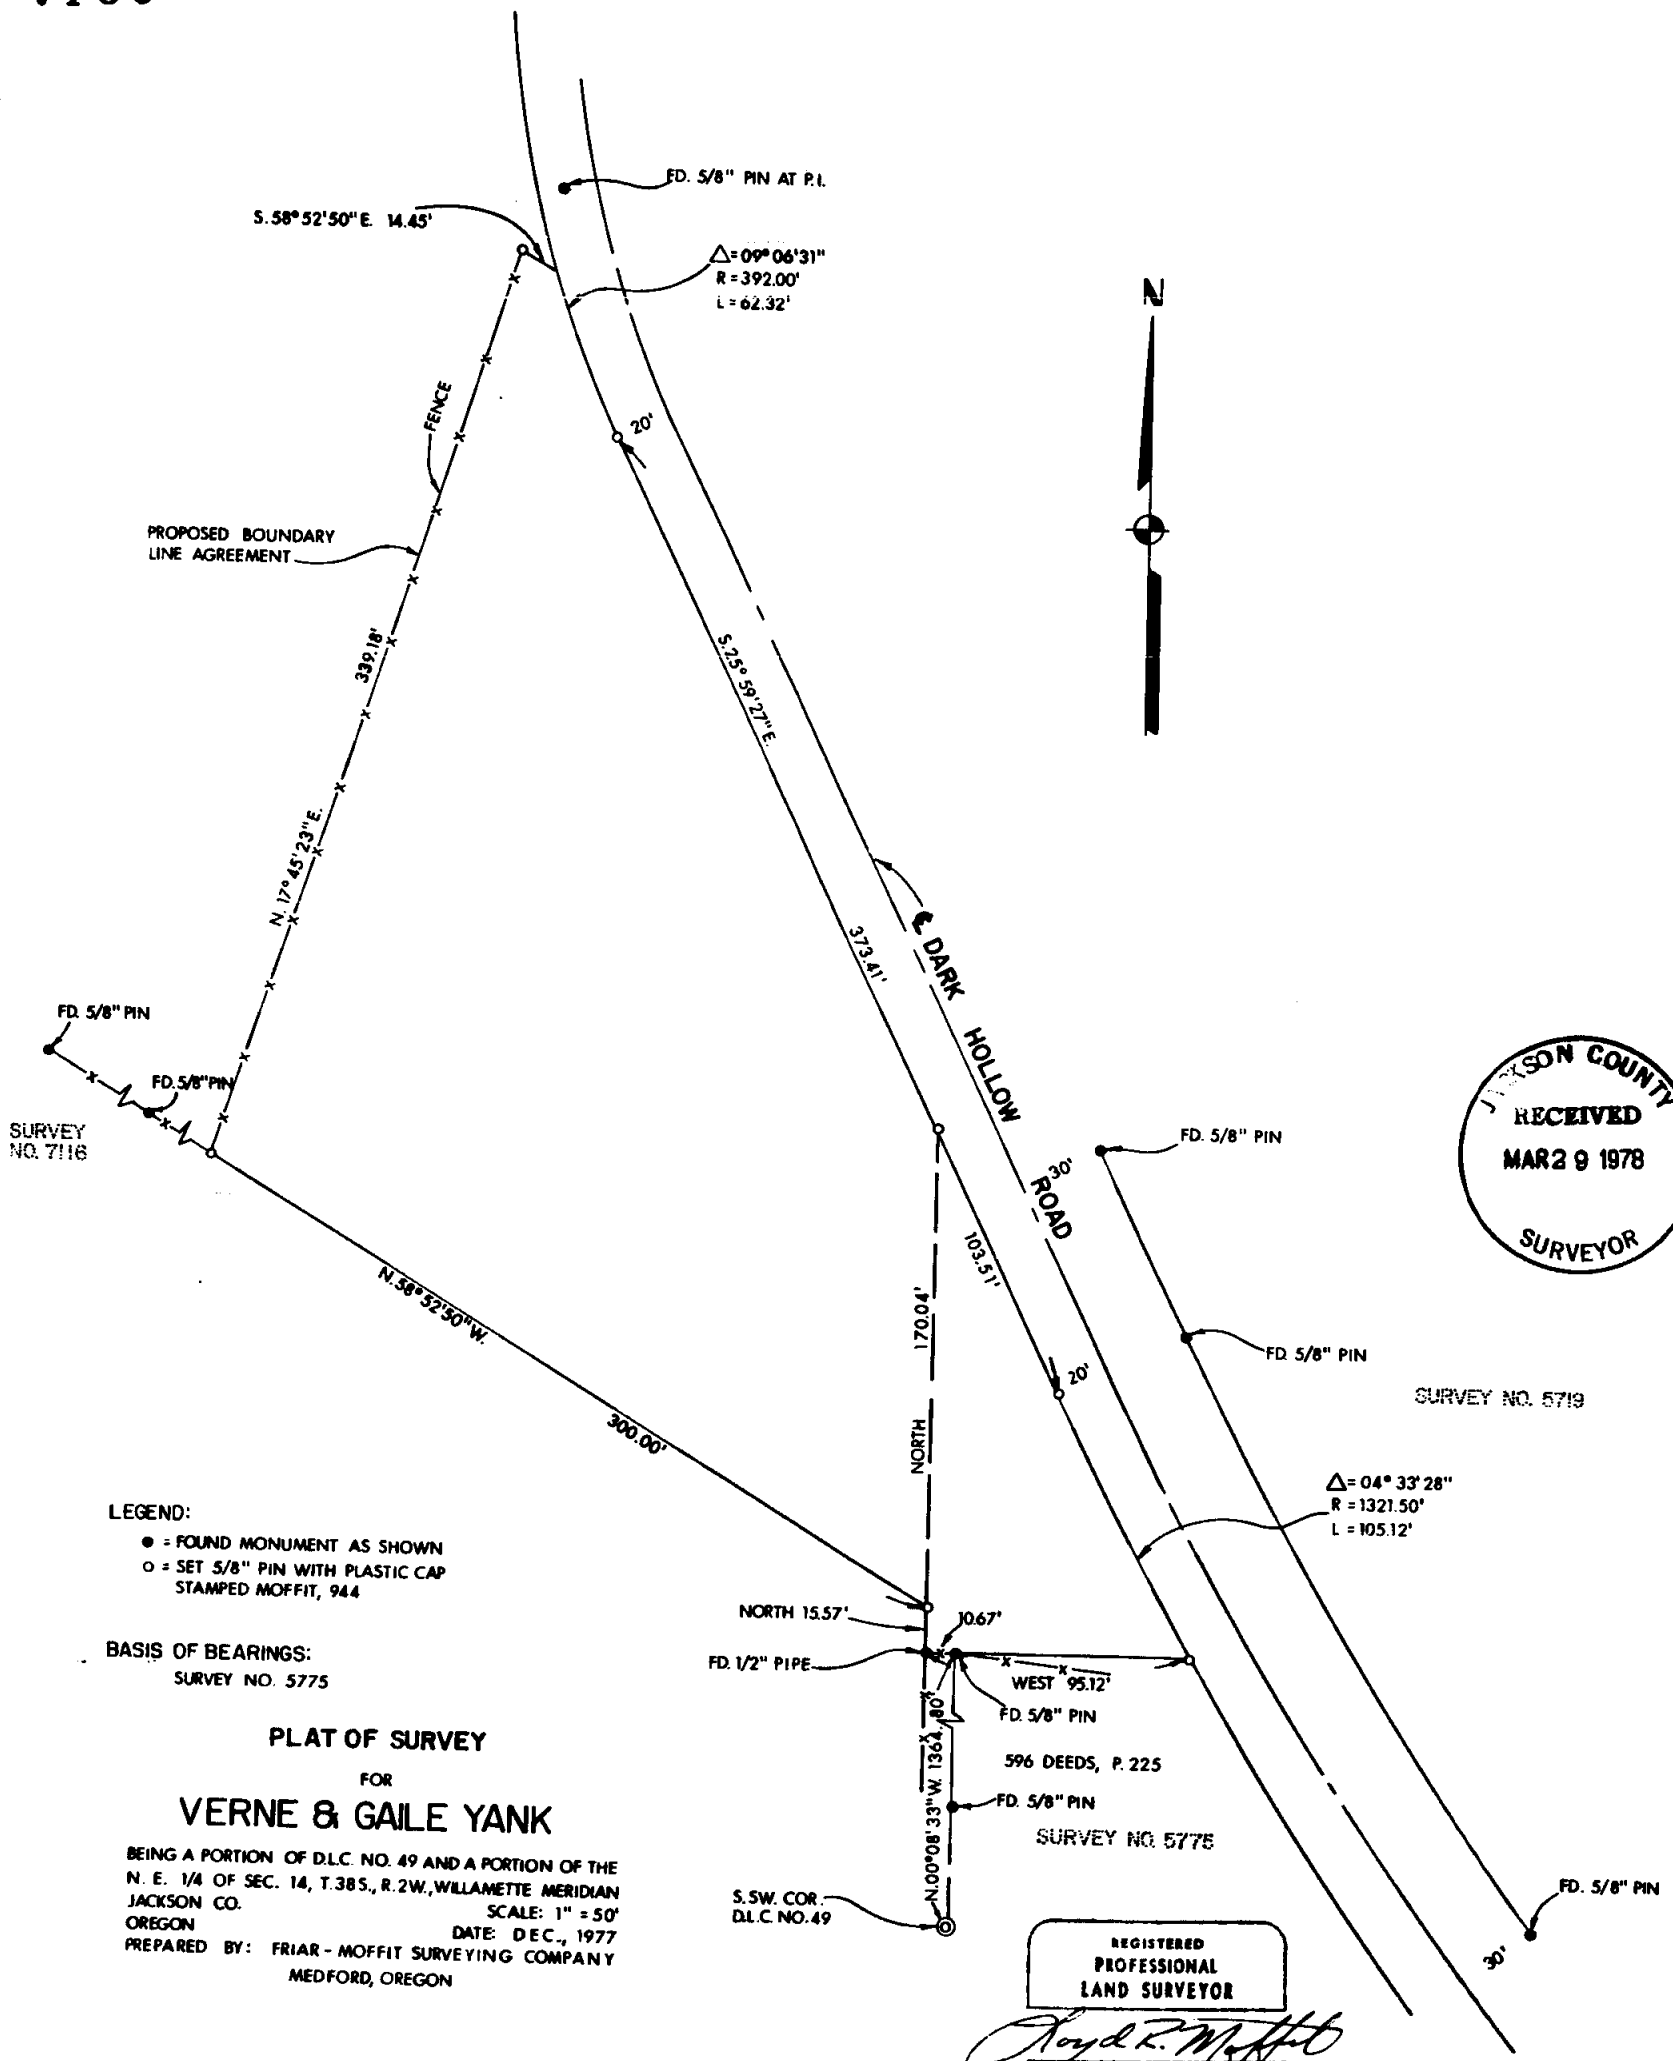 FD. 5/8" PIN AT P.I.
S. 58° 52' 50" E. 14.45'
△ = 09° 06' 31"
R = 392.00'
L = 62.32'
N
20'
FENCE
PROPOSED BOUNDARY
LINE AGREEMENT
339.18'
N. 17° 45' 23" E.
S. 25° 59' 27" E.
373.41'
℄ DARK HOLLOW ROAD
FD. 5/8" PIN
FD. 5/8" PIN
SURVEY
NO. 7116
JACKSON COUNTY
RECEIVED
MAR 29 1978
SURVEYOR
FD. 5/8" PIN
30'
103.51'
170.04'
NORTH
N. 58° 52' 50" W.
300.00'
20'
FD. 5/8" PIN
SURVEY NO. 5719
△ = 04° 33' 28"
R = 1321.50'
L = 105.12'
LEGEND:
● = FOUND MONUMENT AS SHOWN
○ = SET 5/8" PIN WITH PLASTIC CAP
STAMPED MOFFIT, 944
BASIS OF BEARINGS:
SURVEY NO. 5775
NORTH 15.57'
10.67'
FD. 1/2" PIPE
WEST 95.12'
FD. 5/8" PIN
N. 00° 08' 33" W. 1364.80'
596 DEEDS, P. 225
FD. 5/8" PIN
SURVEY NO. 5775
S.SW. COR.
D.L.C. NO. 49
PLAT OF SURVEY
FOR
VERNE & GAILE YANK
BEING A PORTION OF D.L.C. NO. 49 AND A PORTION OF THE
N. E. 1/4 OF SEC. 14, T.38S., R.2W., WILLAMETTE MERIDIAN
JACKSON CO.
SCALE: 1" = 50'
OREGON
DATE: DEC., 1977
PREPARED BY: FRIAR - MOFFIT SURVEYING COMPANY
MEDFORD, OREGON
FD. 5/8" PIN
30'
REGISTERED
PROFESSIONAL
LAND SURVEYOR
Loyd R. Moffit